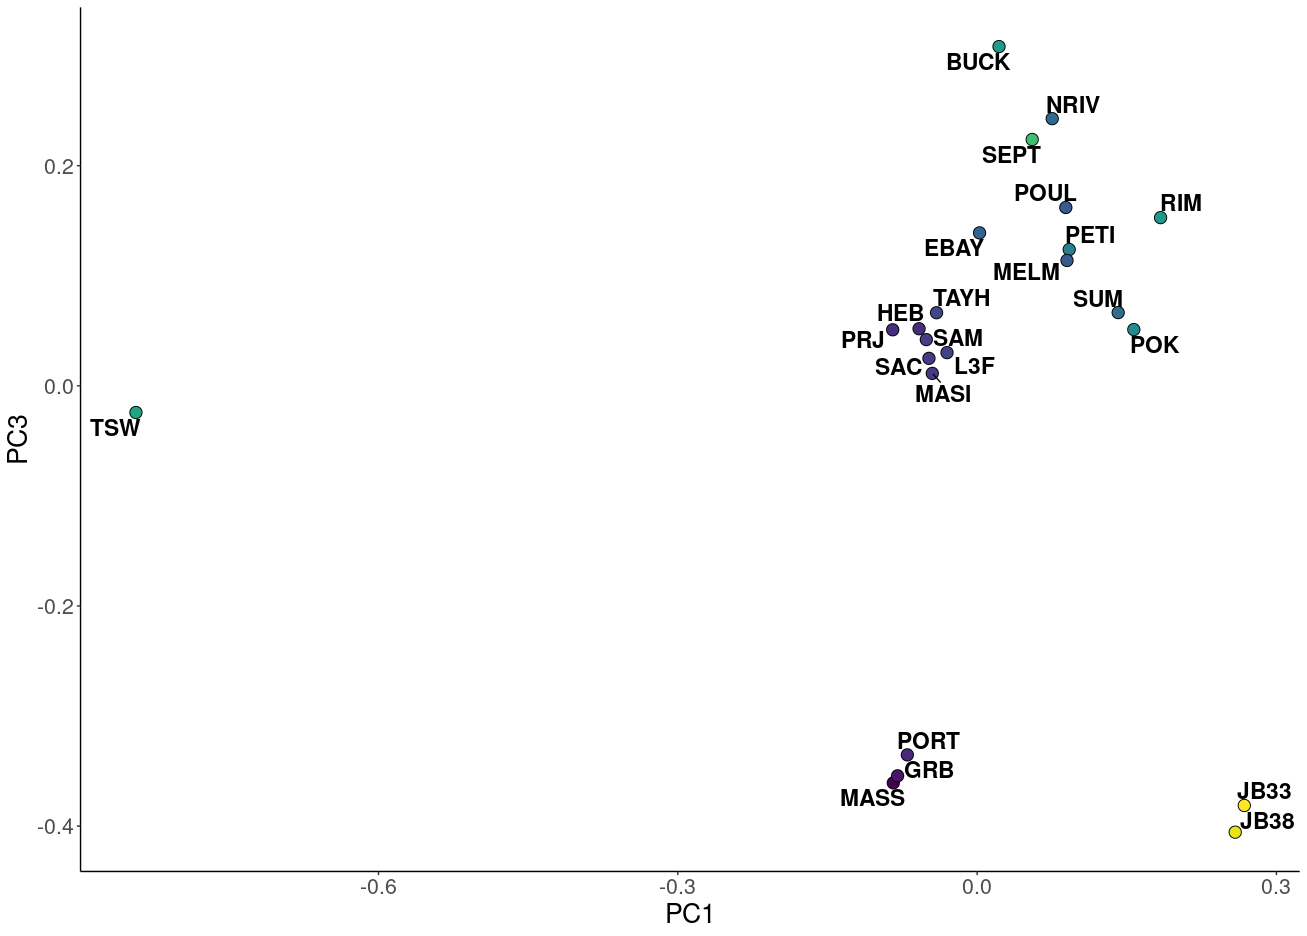 BUCK
NRIV
SEPT
0.2
POUL
RIM
PETI
EBAY
MELM
TAYH
SUM
HEB
PRJ
SAM
POK
SAC
L3F
0.0
MASI
TSW
PC3
-0.2
PORT
GRB
MASS
JB33
JB38
-0.4
-0.6
-0.3
0.0
0.3
PC1